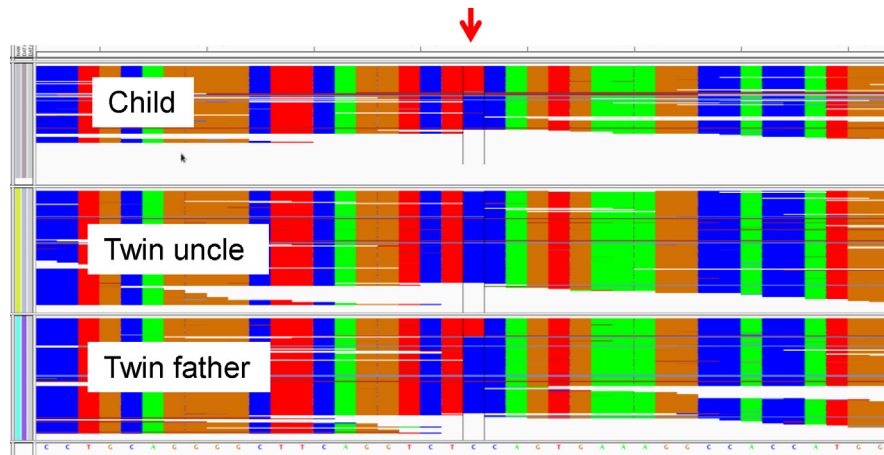 Child
Twin uncle
Twin father
C C T G C A G G G G C T T C A G G T C T C C A G T G A A A G G C C A C C A T G G